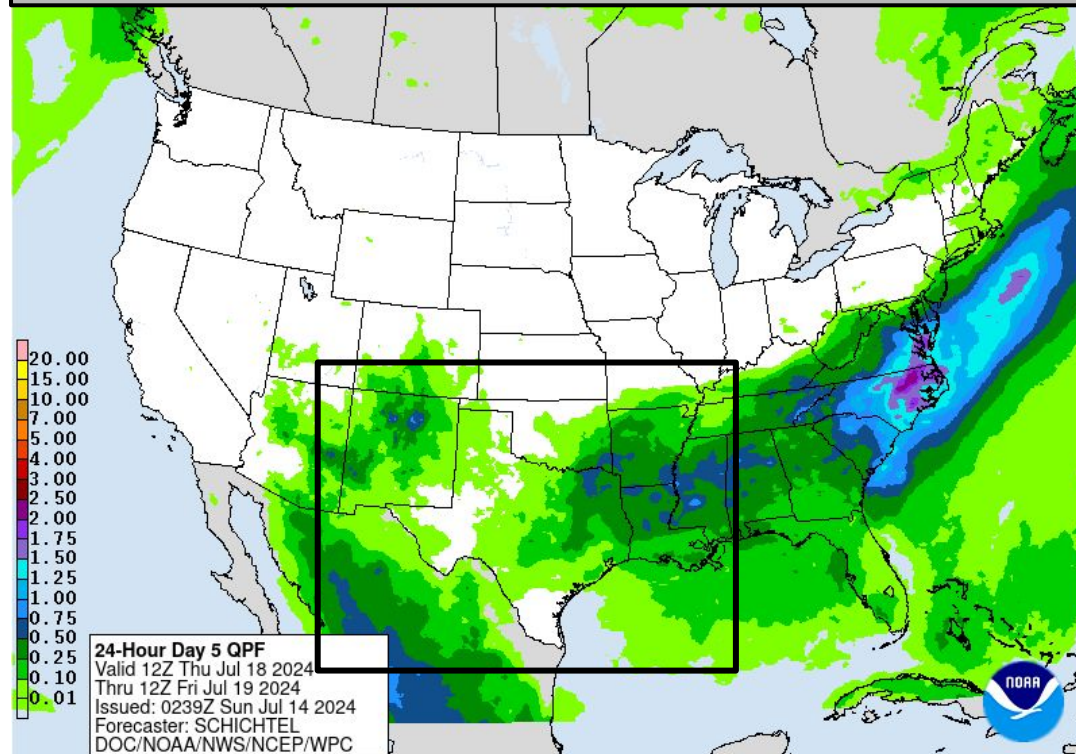 20.00
15.00
10.00
7.00
5.00
4.00
3.00
2.50
2.00
1.75
1.50
1.25
1.00
0.75
0.50
0.25
0.10
0.01
2
24-Hour Day 5 QPF
Valid 12Z Thu Jul 18 2024
Thru 12Z Fri Jul 19 2024
Issued: 0239Z Sun Jul 14 2024
Forecaster: SCHICHTEL
DOC/NOAA/NWS/NCEP/WPC
NOAA